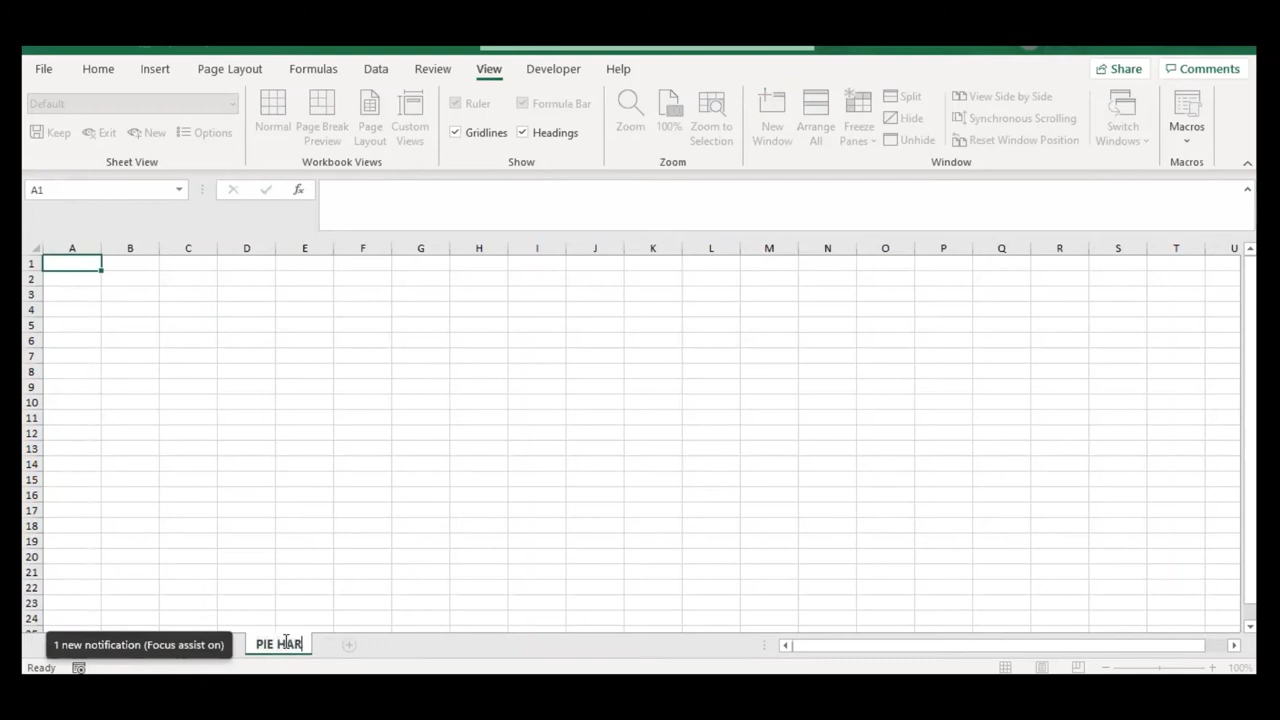 File Home Insert Page Layout Formulas Data Review View Developer Help Share Comments
Default
Keep Exit New Options
Sheet View
Normal Page Break Preview Page Layout Custom Views
Workbook Views
Ruler Formula Bar
Gridlines Headings
Show
Zoom 100% Zoom to Selection
Zoom
New Window Arrange All Freeze Panes
Split
Hide
Unhide
View Side by Side
Synchronous Scrolling
Reset Window Position
Switch Windows
Window
Macros
Macros
A1 fx
A B C D E F G H I J K L M N O P Q R S T U
1
2
3
4
5
6
7
8
9
10
11
12
13
14
15
16
17
18
19
20
21
22
23
24
1 new notification (Focus assist on) PIE HAR
Ready 100%